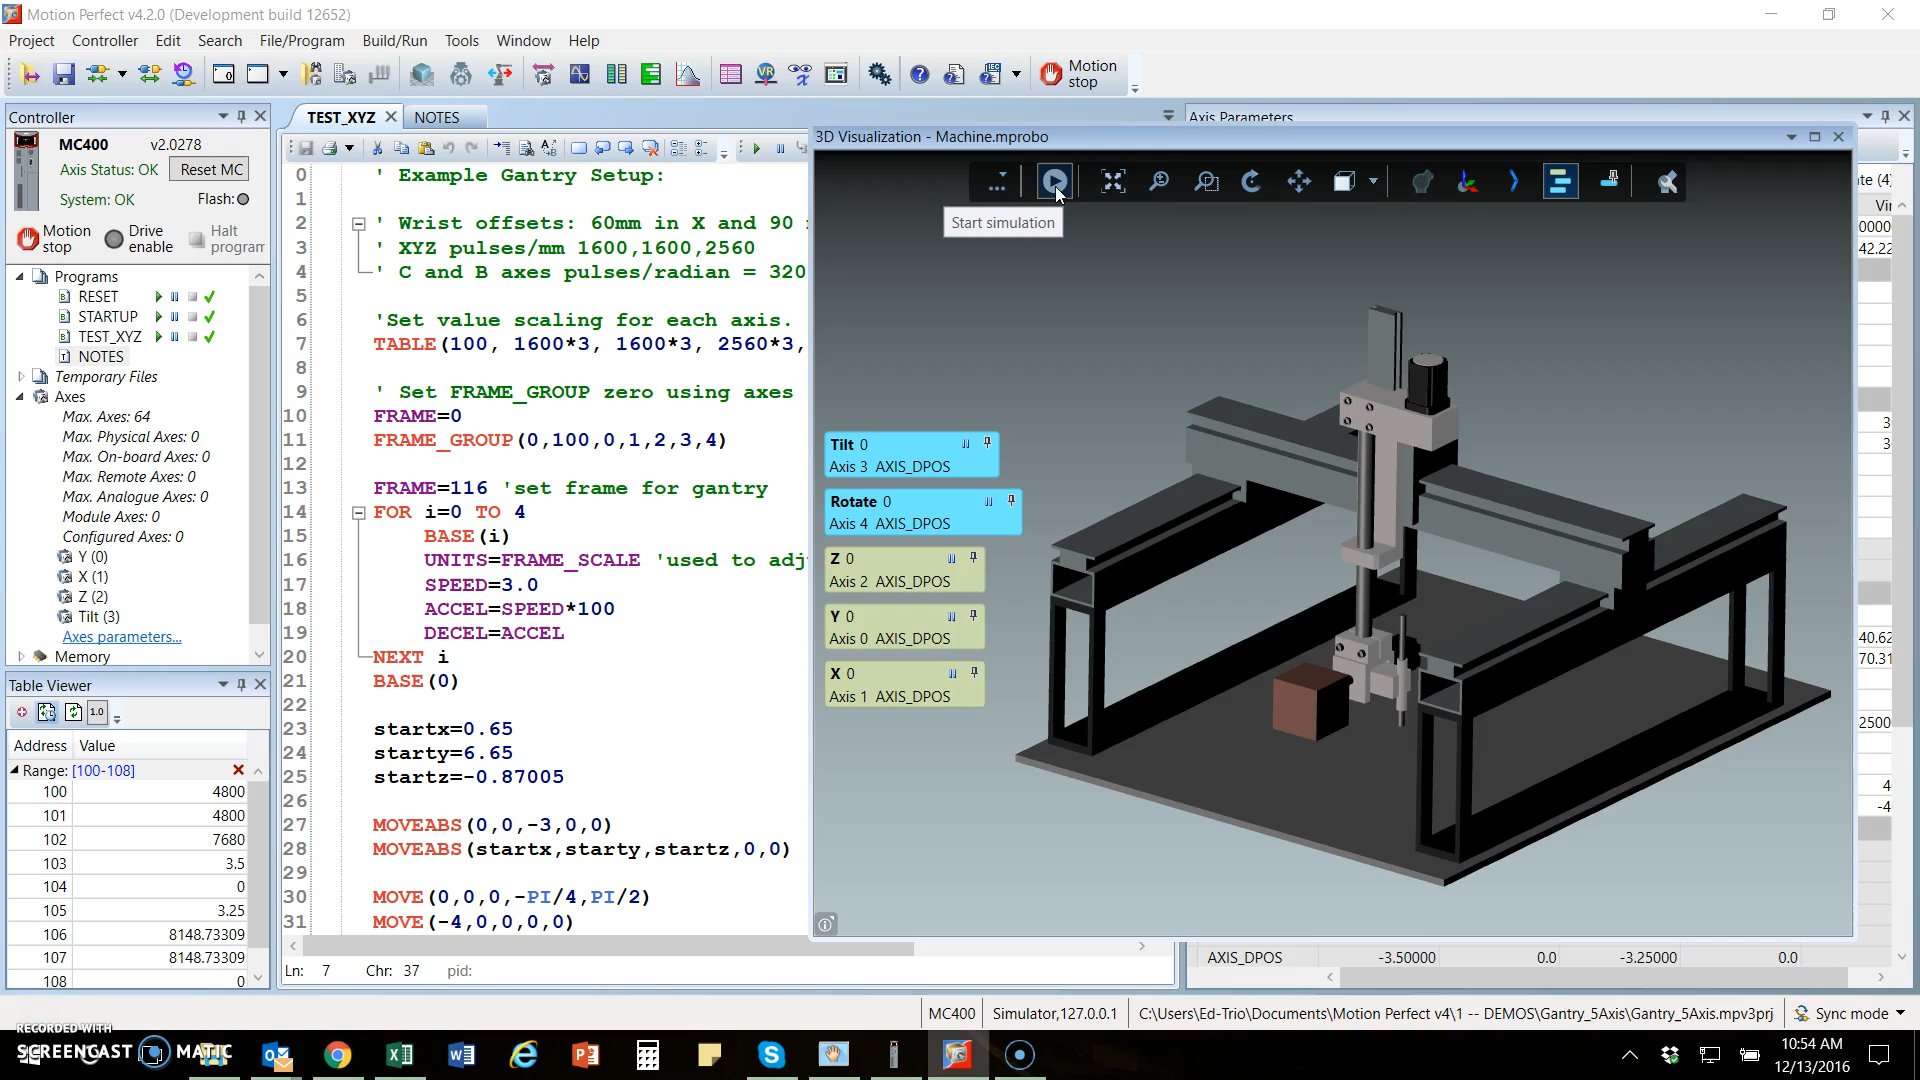 Motion Perfect v4.2.0 (Development build 12652)
Project Controller Edit Search File/Program Build/Run Tools Window Help
Motion stop
Controller
MC400 v2.0278
Axis Status: OK Reset MC
System: OK Flash:
Motion stop Drive enable Halt program
Programs
RESET
STARTUP
TEST_XYZ
NOTES
Temporary Files
Axes
Max. Axes: 64
Max. Physical Axes: 0
Max. On-board Axes: 0
Max. Remote Axes: 0
Max. Analogue Axes: 0
Module Axes: 0
Configured Axes: 0
Y (0)
X (1)
Z (2)
Tilt (3)
Axes parameters...
Memory
Table Viewer
1.0
Address Value
Range: [100-108]
100 4800
101 4800
102 7680
103 3.5
104 0
105 3.25
106 8148.73309
107 8148.73309
108 0
TEST_XYZ NOTES
0 ' Example Gantry Setup:
1
2 ' Wrist offsets: 60mm in X and 90
3 ' XYZ pulses/mm 1600,1600,2560
4 ' C and B axes pulses/radian = 320
5
6 'Set value scaling for each axis.
7 TABLE(100, 1600*3, 1600*3, 2560*3,
8
9 ' Set FRAME_GROUP zero using axes
10 FRAME=0
11 FRAME_GROUP(0,100,0,1,2,3,4)
12
13 FRAME=116 'set frame for gantry
14 FOR i=0 TO 4
15 BASE(i)
16 UNITS=FRAME_SCALE 'used to adj
17 SPEED=3.0
18 ACCEL=SPEED*100
19 DECEL=ACCEL
20 NEXT i
21 BASE(0)
22
23 startx=0.65
24 starty=6.65
25 startz=-0.87005
26
27 MOVEABS(0,0,-3,0,0)
28 MOVEABS(startx,starty,startz,0,0)
29
30 MOVE(0,0,0,-PI/4,PI/2)
31 MOVE(-4,0,0,0,0)
Ln: 7 Chr: 37 pid:
3D Visualization - Machine.mprobo
Start simulation
Tilt 0
Axis 3 AXIS_DPOS
Rotate 0
Axis 4 AXIS_DPOS
Z 0
Axis 2 AXIS_DPOS
Y 0
Axis 0 AXIS_DPOS
X 0
Axis 1 AXIS_DPOS
Axis Parameters
te (4)
Vir
0000
42.22
3
3
40.62
70.31
2500
4
-4
AXIS_DPOS -3.50000 0.0 -3.25000 0.0
MC400 Simulator,127.0.0.1 C:\Users\Ed-Trio\Documents\Motion Perfect v4\1 -- DEMOS\Gantry_5Axis\Gantry_5Axis.mpv3prj Sync mode
RECORDED WITH
SCREENCAST MATIC
10:54 AM
12/13/2016